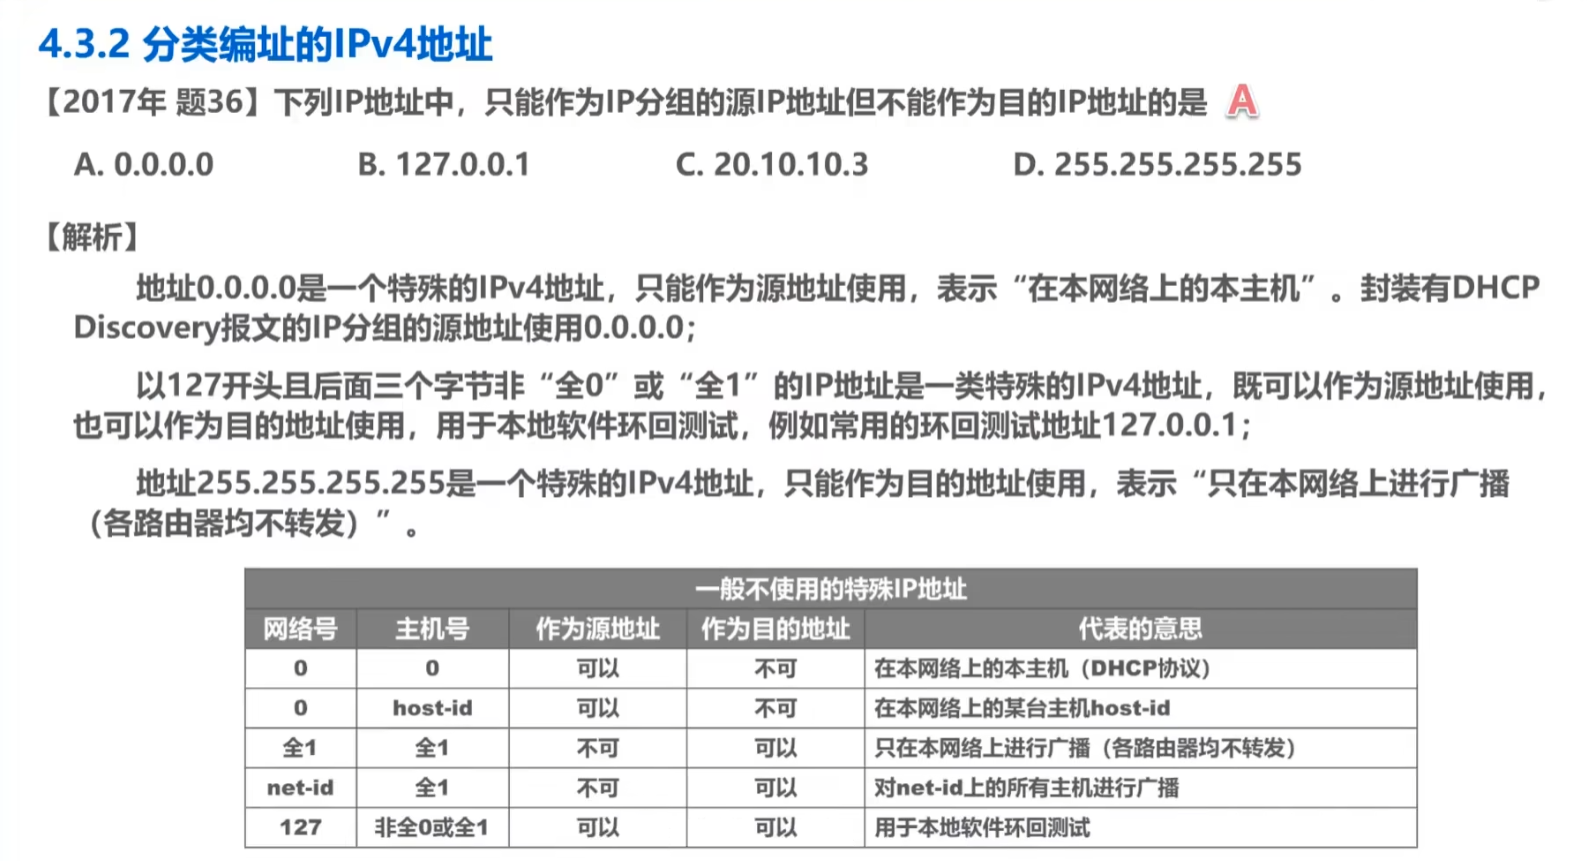 4.3.2 分类编址的IPv4地址
【2017年 题36】下列IP地址中，只能作为IP分组的源IP地址但不能作为目的IP地址的是 A
A. 0.0.0.0 B. 127.0.0.1 C. 20.10.10.3 D. 255.255.255.255
【解析】
地址0.0.0.0是一个特殊的IPv4地址，只能作为源地址使用，表示“在本网络上的本主机”。封装有DHCP
Discovery报文的IP分组的源地址使用0.0.0.0；
以127开头且后面三个字节非“全0”或“全1”的IP地址是一类特殊的IPv4地址，既可以作为源地址使用，
也可以作为目的地址使用，用于本地软件环回测试，例如常用的环回测试地址127.0.0.1；
地址255.255.255.255是一个特殊的IPv4地址，只能作为目的地址使用，表示“只在本网络上进行广播
（各路由器均不转发）”。
一般不使用的特殊IP地址
网络号 主机号 作为源地址 作为目的地址 代表的意思
0 0 可以 不可 在本网络上的本主机（DHCP协议）
0 host-id 可以 不可 在本网络上的某台主机host-id
全1 全1 不可 可以 只在本网络上进行广播（各路由器均不转发）
net-id 全1 不可 可以 对net-id上的所有主机进行广播
127 非全0或全1 可以 可以 用于本地软件环回测试